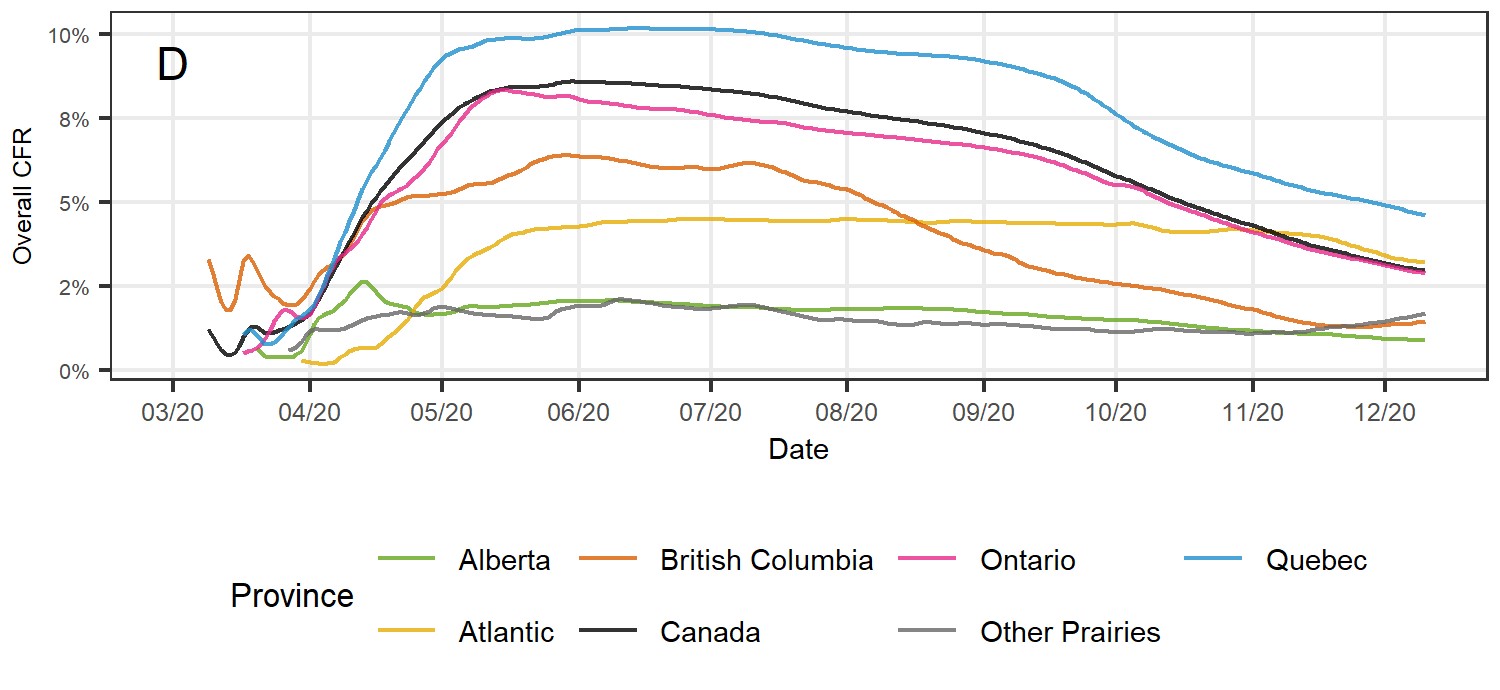 D
10%
8%
5%
2%
0%
Overall CFR
03/20 04/20 05/20 06/20 07/20 08/20 09/20 10/20 11/20 12/20
Date
Province
Alberta British Columbia Ontario Quebec
Atlantic Canada Other Prairies